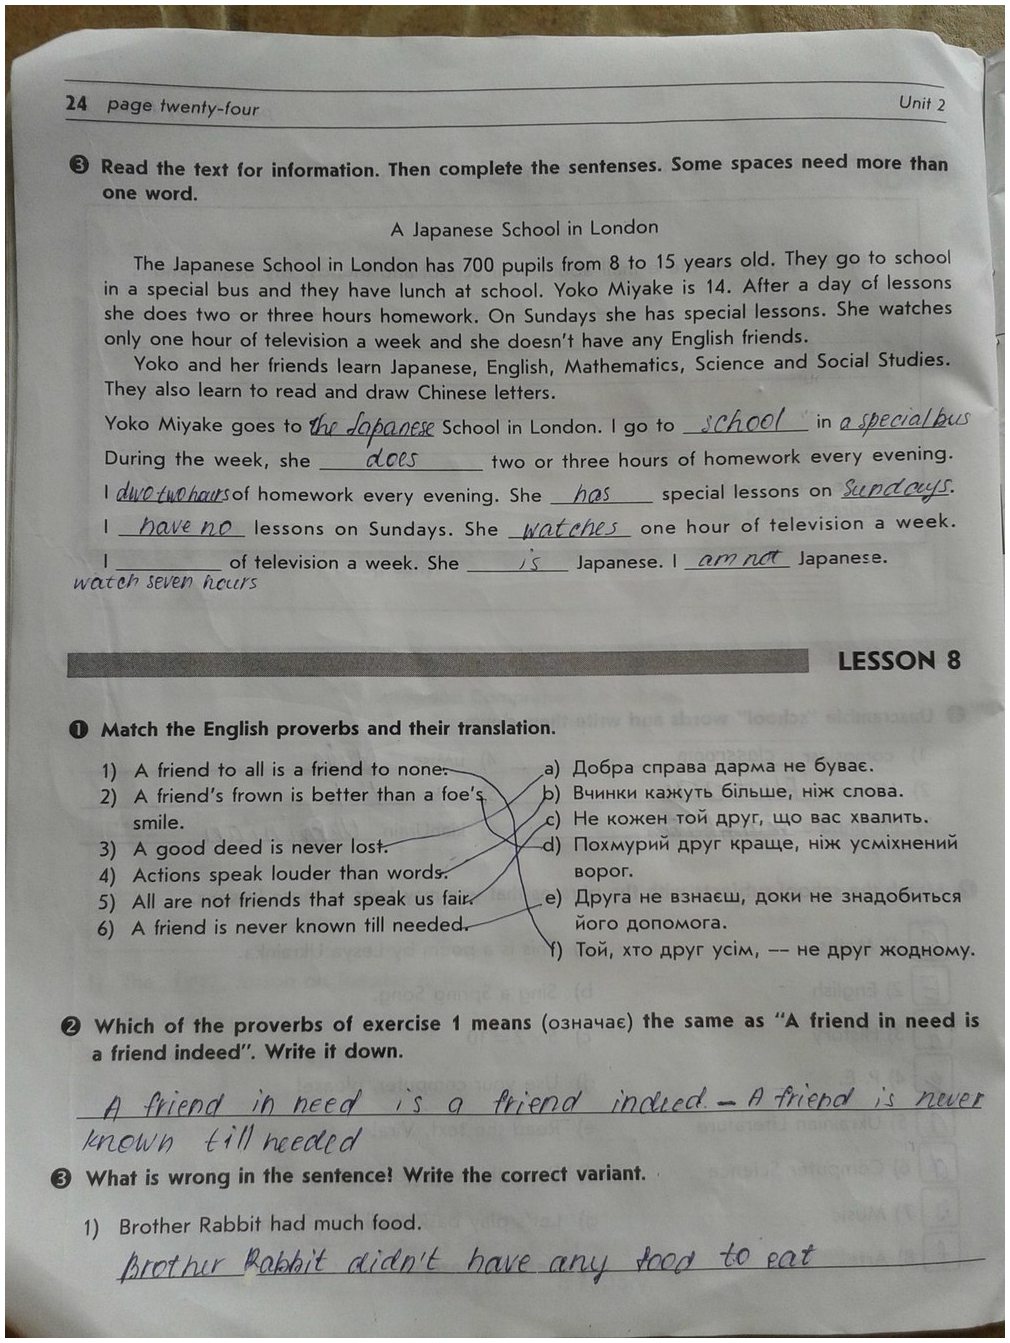 24 page twenty-four Unit 2
❸ Read the text for information. Then complete the sentences. Some spaces need more than
one word.
A Japanese School in London
The Japanese School in London has 700 pupils from 8 to 15 years old. They go to school
in a special bus and they have lunch at school. Yoko Miyake is 14. After a day of lessons
she does two or three hours homework. On Sundays she has special lessons. She watches
only one hour of television a week and she doesn't have any English friends.
Yoko and her friends learn Japanese, English, Mathematics, Science and Social Studies.
They also learn to read and draw Chinese letters.
Yoko Miyake goes to the Japanese School in London. I go to school in a special bus
During the week, she does two or three hours of homework every evening.
I dwo two hours of homework every evening. She has special lessons on Sundays.
I have no lessons on Sundays. She watches one hour of television a week.
I ________ of television a week. She is Japanese. I am not Japanese.
watch seven hours
LESSON 8
❶ Match the English proverbs and their translation.
1) A friend to all is a friend to none. a) Добра справа дарма не буває.
2) A friend's frown is better than a foe's b) Вчинки кажуть більше, ніж слова.
smile. c) Не кожен той друг, що вас хвалить.
3) A good deed is never lost. d) Похмурий друг краще, ніж усміхнений
4) Actions speak louder than words. ворог.
5) All are not friends that speak us fair. e) Друга не взнаєш, доки не знадобиться
6) A friend is never known till needed. його допомога.
f) Той, хто друг усім, –– не друг жодному.
❷ Which of the proverbs of exercise 1 means (означає) the same as "A friend in need is
a friend indeed". Write it down.
A friend in need is a friend indeed. – A friend is never
known till needed
❸ What is wrong in the sentence? Write the correct variant.
1) Brother Rabbit had much food.
Brother Rabbit didn't have any food to eat